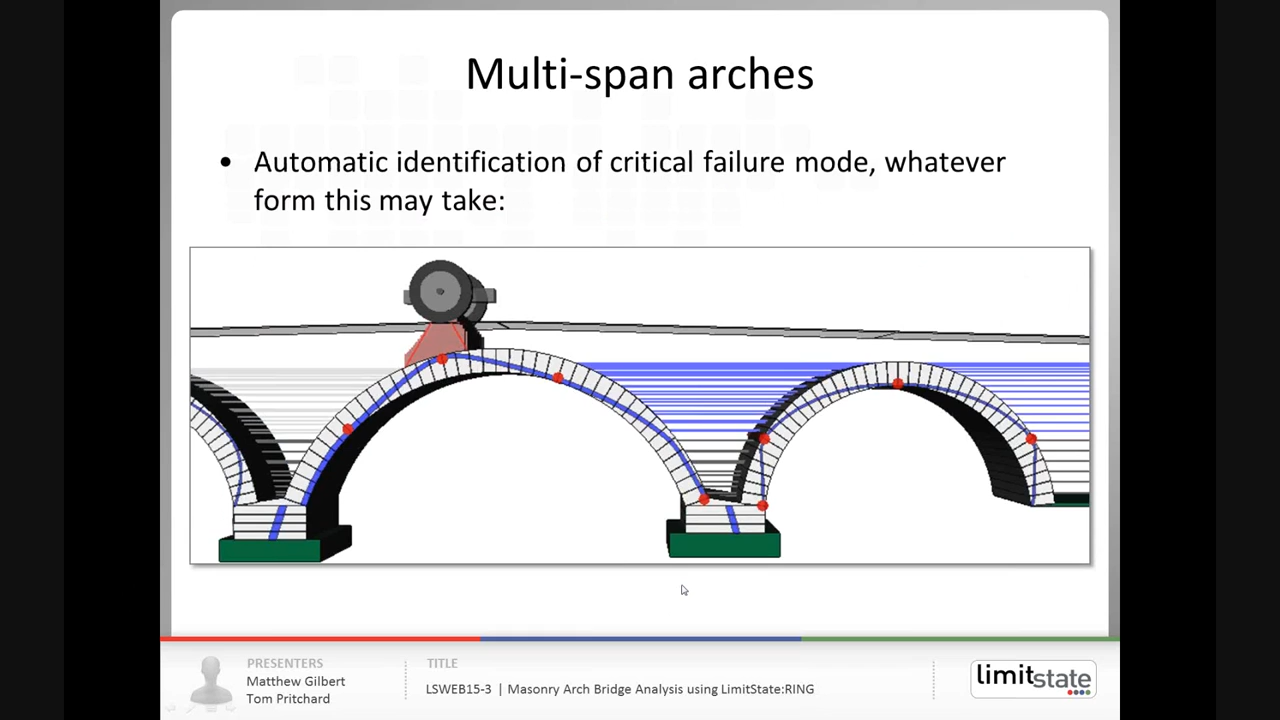 Multi-span arches
• Automatic identification of critical failure mode, whatever
form this may take:
PRESENTERS
Matthew Gilbert
Tom Pritchard
TITLE
LSWEB15-3 | Masonry Arch Bridge Analysis using LimitState:RING
limitstate